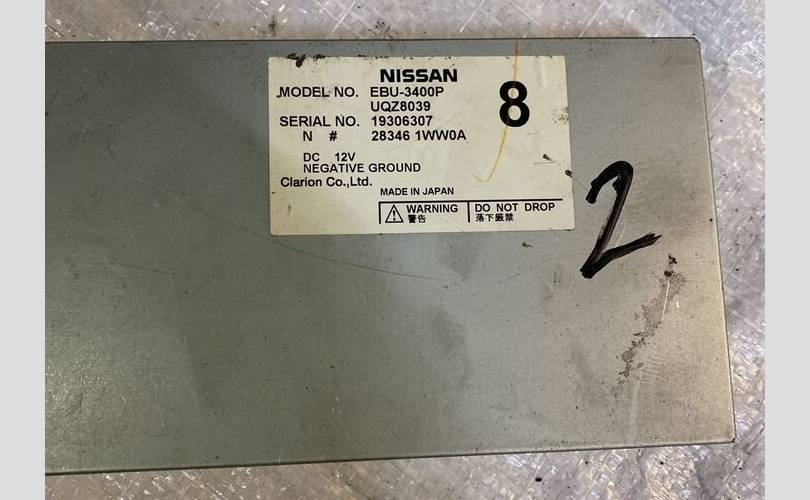 NISSAN
MODEL NO. EBU-3400P
UQZ8039
8
SERIAL NO. 19306307
N # 28346 1WW0A
DC 12V
NEGATIVE GROUND
Clarion Co.,Ltd.
MADE IN JAPAN
WARNING DO NOT DROP
警告 落下厳禁
2